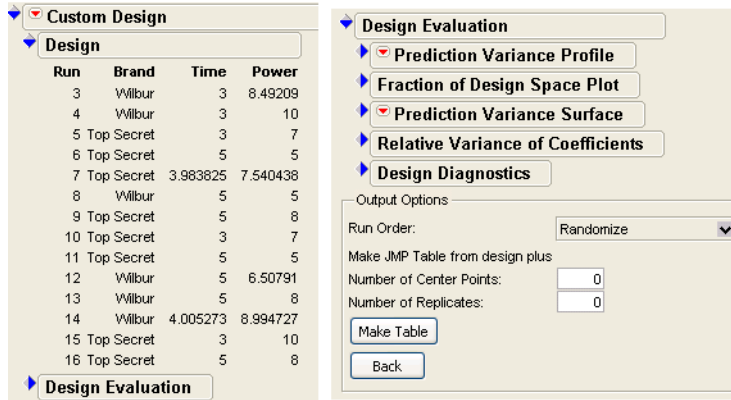 Custom Design
Design
Run Brand Time Power
3 Wilbur 3 8.49209
4 Wilbur 3 10
5 Top Secret 3 7
6 Top Secret 5 5
7 Top Secret 3.983825 7.540438
8 Wilbur 5 5
9 Top Secret 5 8
10 Top Secret 3 7
11 Top Secret 5 5
12 Wilbur 5 6.50791
13 Wilbur 5 8
14 Wilbur 4.005273 8.994727
15 Top Secret 3 10
16 Top Secret 5 8
Design Evaluation
Design Evaluation
Prediction Variance Profile
Fraction of Design Space Plot
Prediction Variance Surface
Relative Variance of Coefficients
Design Diagnostics
Output Options
Run Order: Randomize
Make JMP Table from design plus
Number of Center Points: 0
Number of Replicates: 0
Make Table
Back